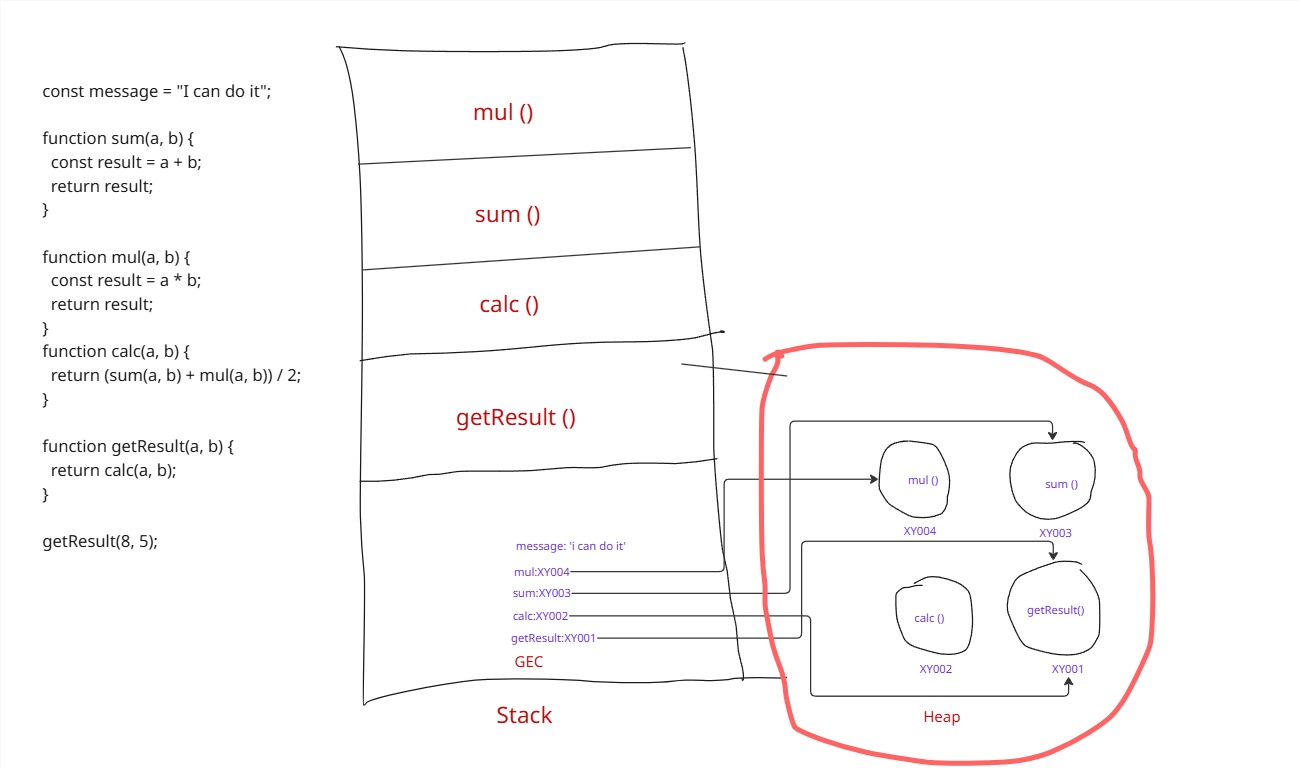 const message = "I can do it";
function sum(a, b) {
const result = a + b;
return result;
}
function mul(a, b) {
const result = a * b;
return result;
}
function calc(a, b) {
return (sum(a, b) + mul(a, b)) / 2;
}
function getResult(a, b) {
return calc(a, b);
}
getResult(8, 5);
mul ()
sum ()
calc ()
getResult ()
message: 'i can do it'
mul:XY004
sum:XY003
calc:XY002
getResult:XY001
GEC
Stack
mul ()
XY004
sum ()
XY003
calc ()
XY002
getResult()
XY001
Heap